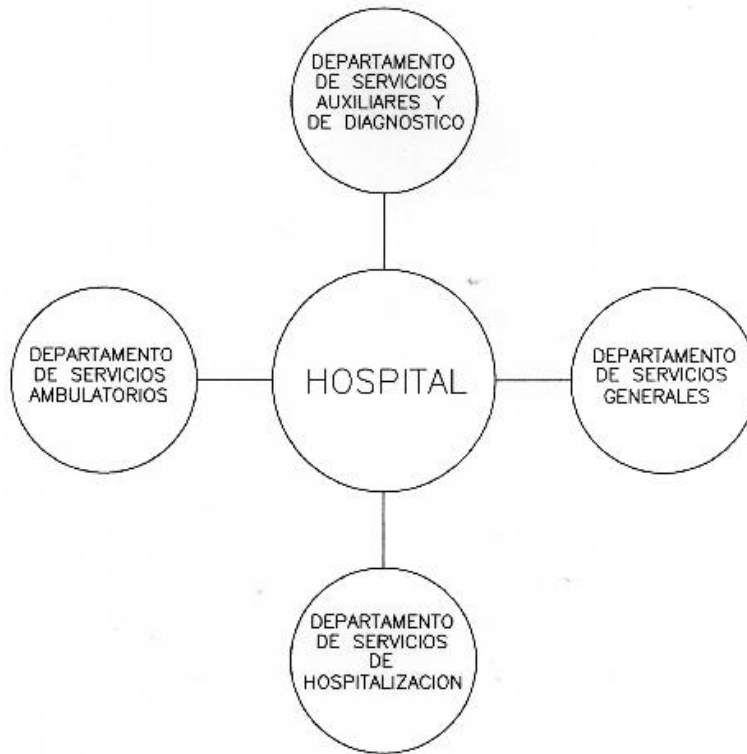 DEPARTAMENTO
DE SERVICIOS
AUXILIARES Y
DE DIAGNOSTICO
DEPARTAMENTO
DE SERVICIOS
AMBULATORIOS
HOSPITAL
DEPARTAMENTO
DE SERVICIOS
GENERALES
DEPARTAMENTO
DE SERVICIOS
DE
HOSPITALIZACION